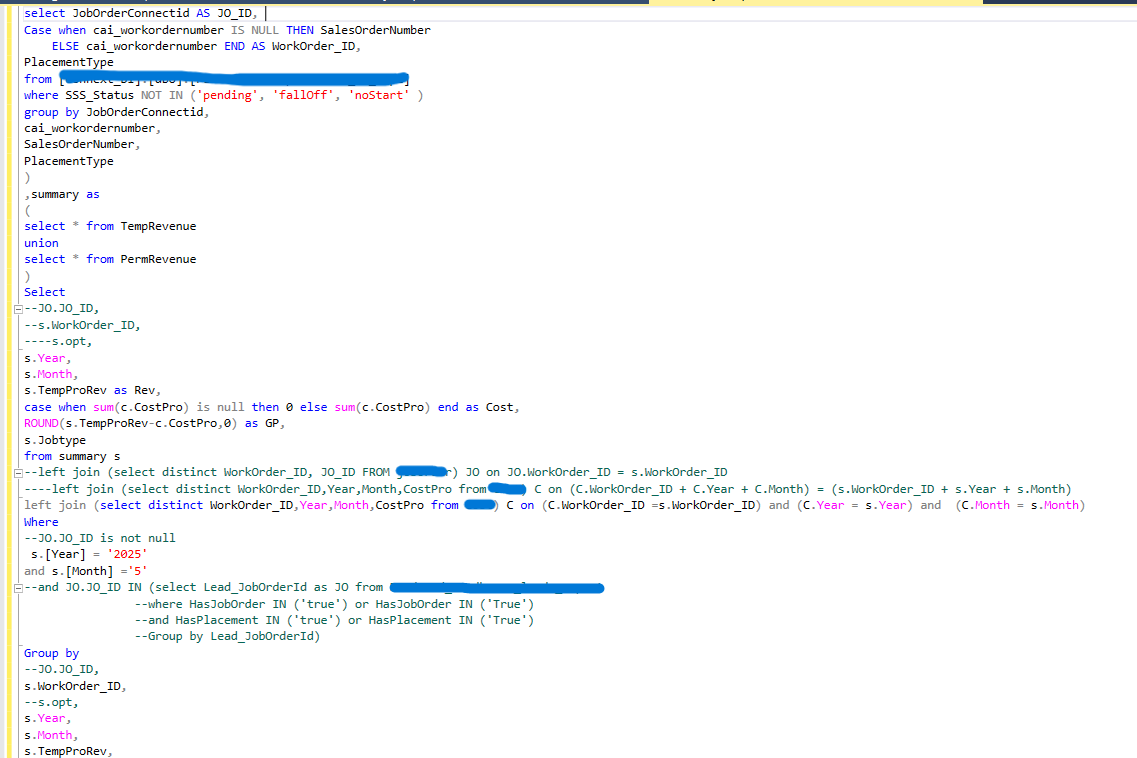 select JobOrderConnectid AS JO_ID,
Case when cai_workordernumber IS NULL THEN SalesOrderNumber
ELSE cai_workordernumber END AS WorkOrder_ID,
PlacementType
from [
where SSS_Status NOT IN ('pending', 'fallOff', 'noStart' )
group by JobOrderConnectid,
cai_workordernumber,
SalesOrderNumber,
PlacementType
)
,summary as
(
select * from TempRevenue
union
select * from PermRevenue
)
Select
--JO.JO_ID,
--s.WorkOrder_ID,
----s.opt,
s.Year,
s.Month,
s.TempProRev as Rev,
case when sum(c.CostPro) is null then 0 else sum(c.CostPro) end as Cost,
ROUND(s.TempProRev-c.CostPro,0) as GP,
s.Jobtype
from summary s
--left join (select distinct WorkOrder_ID, JO_ID FROM ) JO on JO.WorkOrder_ID = s.WorkOrder_ID
----left join (select distinct WorkOrder_ID,Year,Month,CostPro from ) C on (C.WorkOrder_ID + C.Year + C.Month) = (s.WorkOrder_ID + s.Year + s.Month)
left join (select distinct WorkOrder_ID,Year,Month,CostPro from ) C on (C.WorkOrder_ID =s.WorkOrder_ID) and (C.Year = s.Year) and (C.Month = s.Month)
Where
--JO.JO_ID is not null
s.[Year] = '2025'
and s.[Month] ='5'
--and JO.JO_ID IN (select Lead_JobOrderId as JO from
--where HasJobOrder IN ('true') or HasJobOrder IN ('True')
--and HasPlacement IN ('true') or HasPlacement IN ('True')
--Group by Lead_JobOrderId)
Group by
--JO.JO_ID,
s.WorkOrder_ID,
--s.opt,
s.Year,
s.Month,
s.TempProRev,